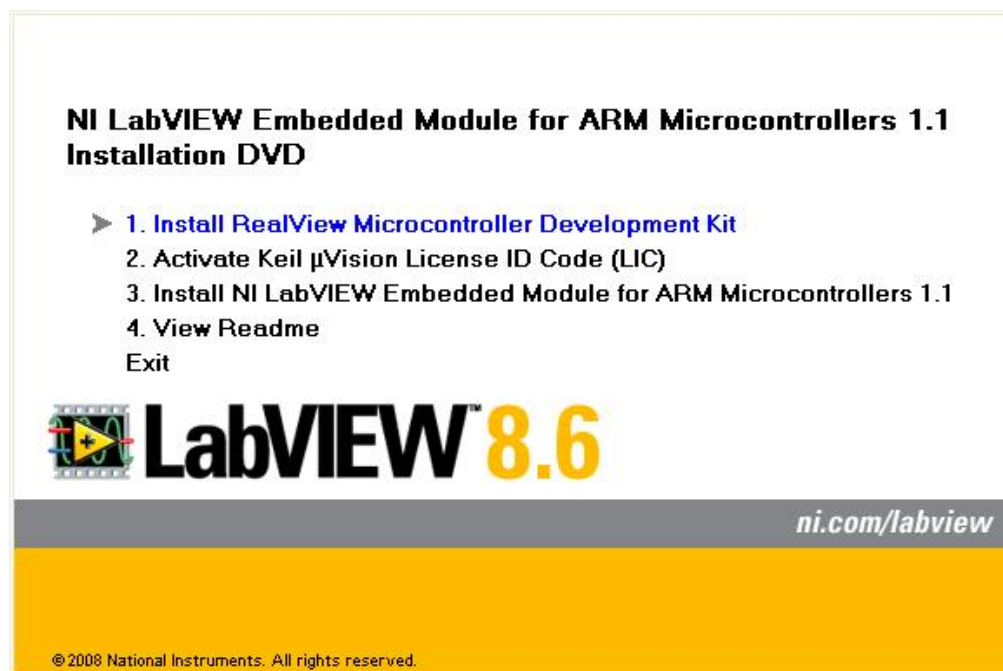 NI LabVIEW Embedded Module for ARM Microcontrollers 1.1
Installation DVD
1. Install RealView Microcontroller Development Kit
2. Activate Keil µVision License ID Code (LIC)
3. Install NI LabVIEW Embedded Module for ARM Microcontrollers 1.1
4. View Readme
Exit
LabVIEW™ 8.6
ni.com/labview
©2008 National Instruments. All rights reserved.